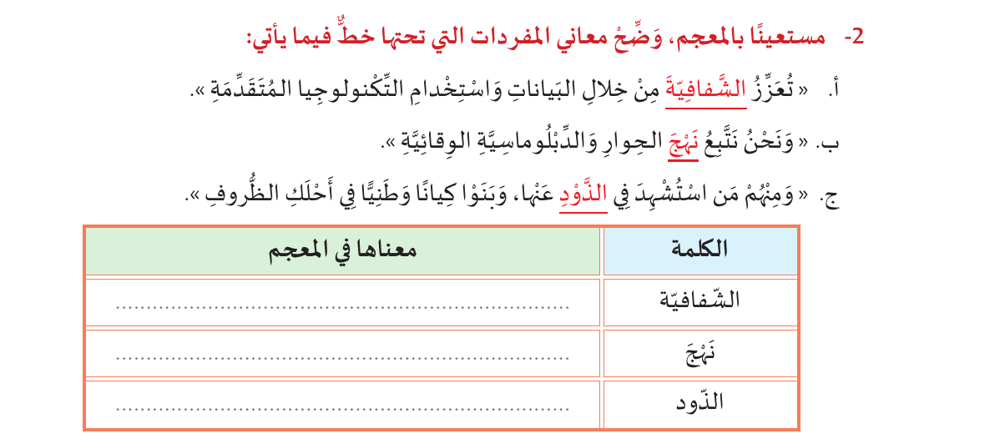 2- مستعينًا بالمعجم، وَضِّحْ معاني المفردات التي تحتها خطٌّ فيما يأتي:
أ. « تُعَزِّزُ الشَّفافِيّةَ مِنْ خِلالِ البَياناتِ وَاسْتِخْدامِ التِّكْنولوجِيا المُتَقَدِّمَةِ ».
ب. « وَنَحْنُ نَتَّبِعُ نَهْجَ الحِوارِ وَالدِّبْلُوماسِيَّةِ الوِقائِيَّةِ ».
ج. « وَمِنْهُمْ مَن اسْتُشْهِدَ فِي الذَّوْدِ عَنْها، وَبَنَوْا كِيانًا وَطَنِيًّا فِي أَحْلَكِ الظُّروفِ ».
الكلمة معناها في المعجم
الشّفافيّة ......................................................................
نَهْجَ ......................................................................
الذّود ......................................................................